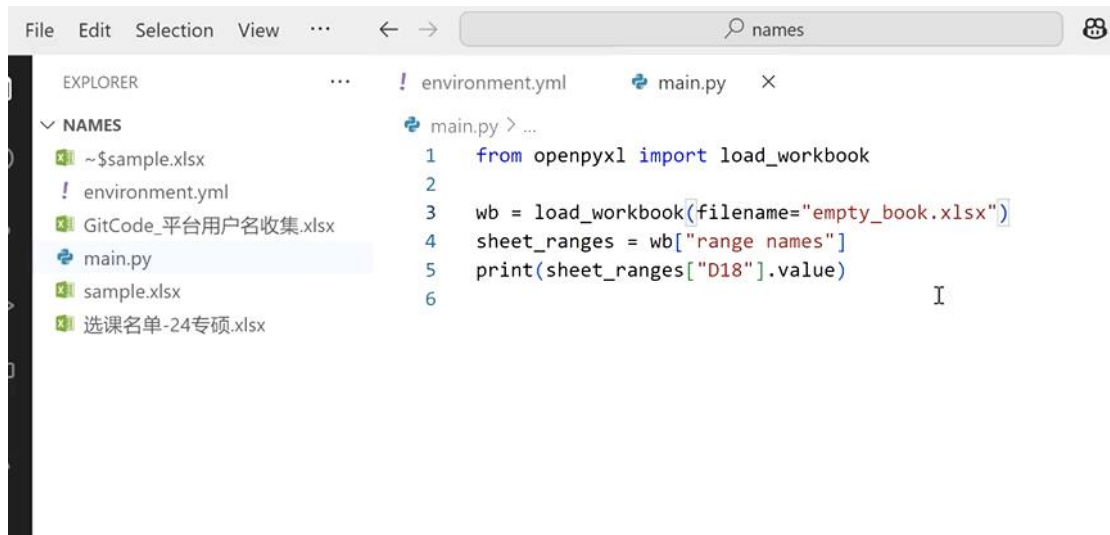 File Edit Selection View ··· ← → names
EXPLORER ···
NAMES
~$sample.xlsx
! environment.yml
GitCode_平台用户名收集.xlsx
main.py
sample.xlsx
选课名单-24专硕.xlsx
! environment.yml main.py ×
main.py > ...
1 from openpyxl import load_workbook
2
3 wb = load_workbook(filename="empty_book.xlsx")
4 sheet_ranges = wb["range names"]
5 print(sheet_ranges["D18"].value)
6